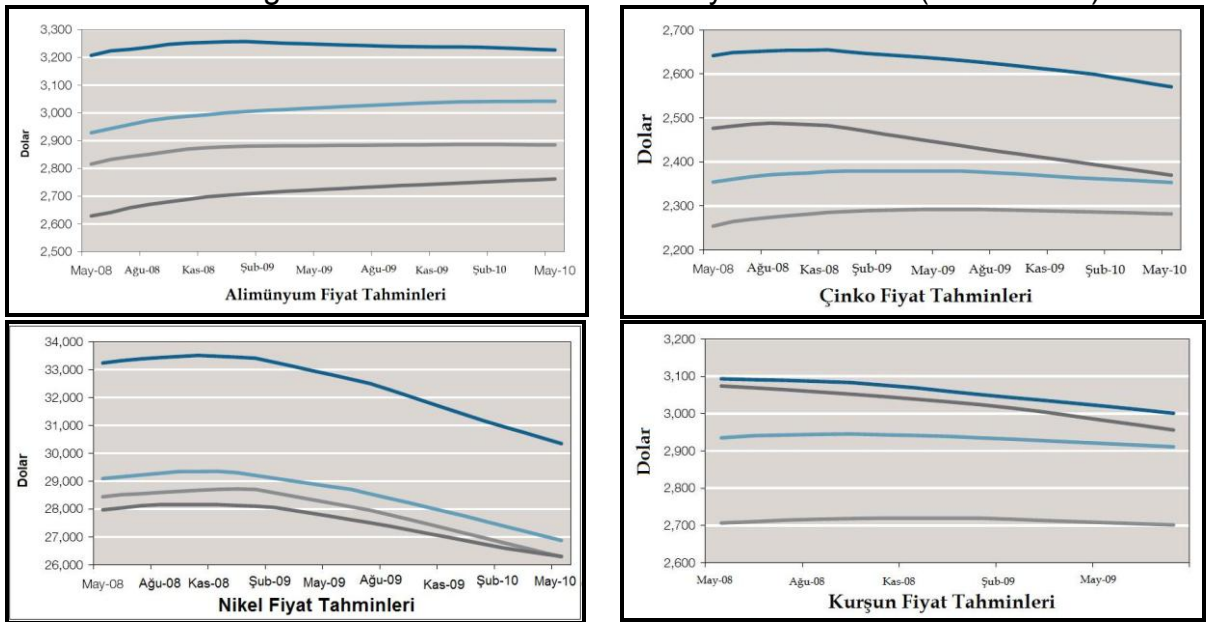 3,300
3,200
3,100
3,000
2,900
2,800
2,700
2,600
2,500
Dolar
May-08 Ağu-08 Kas-08 Şub-09 May-09 Ağu-09 Kas-09 Şub-10 May-10
Alimünyum Fiyat Tahminleri
2,700
2,600
2,500
2,400
2,300
2,200
Dolar
May-08 Ağu-08 Kas-08 Şub-09 May-09 Ağu-09 Kas-09 Şub-10 May-10
Çinko Fiyat Tahminleri
34,000
33,000
32,000
31,000
30,000
29,000
28,000
27,000
26,000
Dolar
May-08 Ağu-08 Kas-08 Şub-09 May-09 Ağu-09 Kas-09 Şub-10 May-10
Nikel Fiyat Tahminleri
3,200
3,100
3,000
2,900
2,800
2,700
2,600
Dolar
May-08 Ağu-08 Kas-08 Şub-09 May-09
Kurşun Fiyat Tahminleri